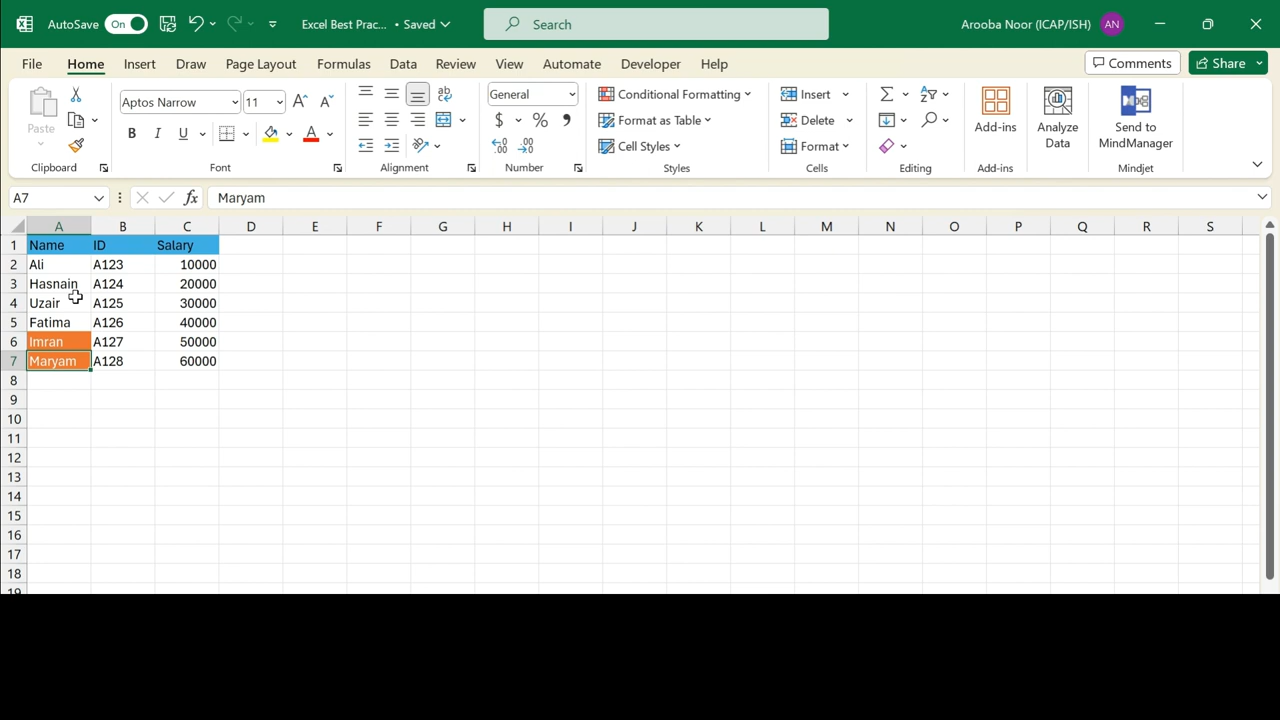 AutoSave On Excel Best Prac... • Saved Search Arooba Noor (ICAP/ISH) AN
File Home Insert Draw Page Layout Formulas Data Review View Automate Developer Help Comments Share
Paste Aptos Narrow 11 General Conditional Formatting Format as Table Cell Styles Insert Delete Format Add-ins Analyze Data Send to MindManager
Clipboard Font Alignment Number Styles Cells Editing Add-ins Mindjet
A7 fx Maryam
A B C D E F G H I J K L M N O P Q R S
1 Name ID Salary
2 Ali A123 10000
3 Hasnain A124 20000
4 Uzair A125 30000
5 Fatima A126 40000
6 Imran A127 50000
7 Maryam A128 60000
8
9
10
11
12
13
14
15
16
17
18
19